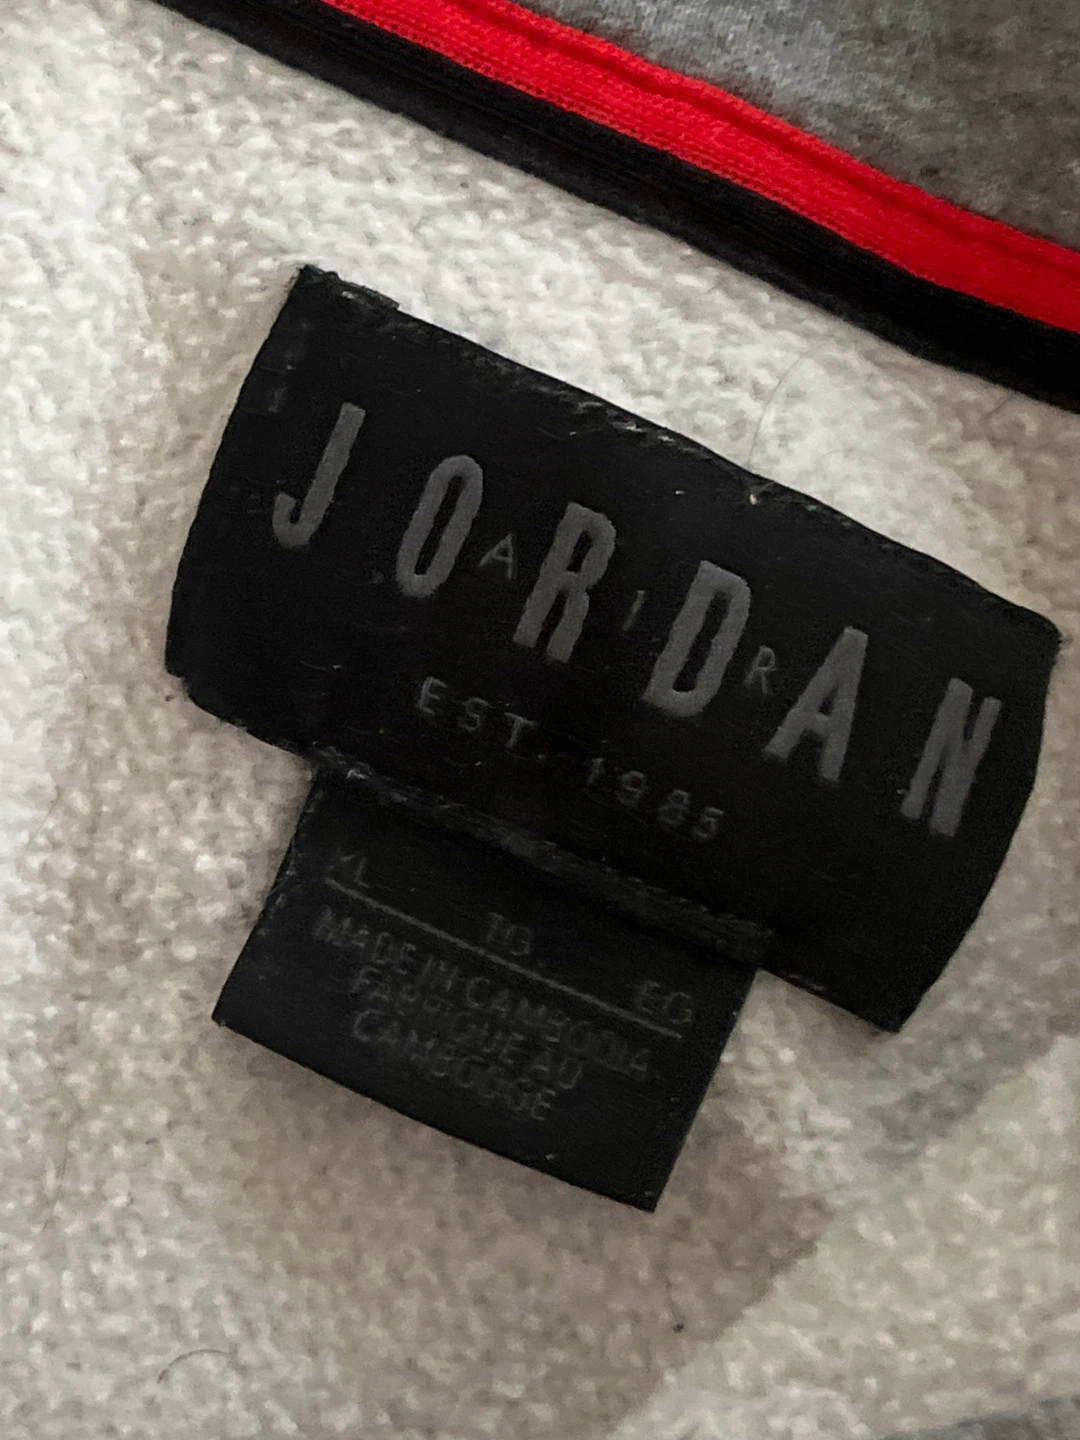 JORDAN
AIR
EST. 1985
XL TG EG
MADE IN CAMBODIA
FABRIQUE AU
CAMBODGE